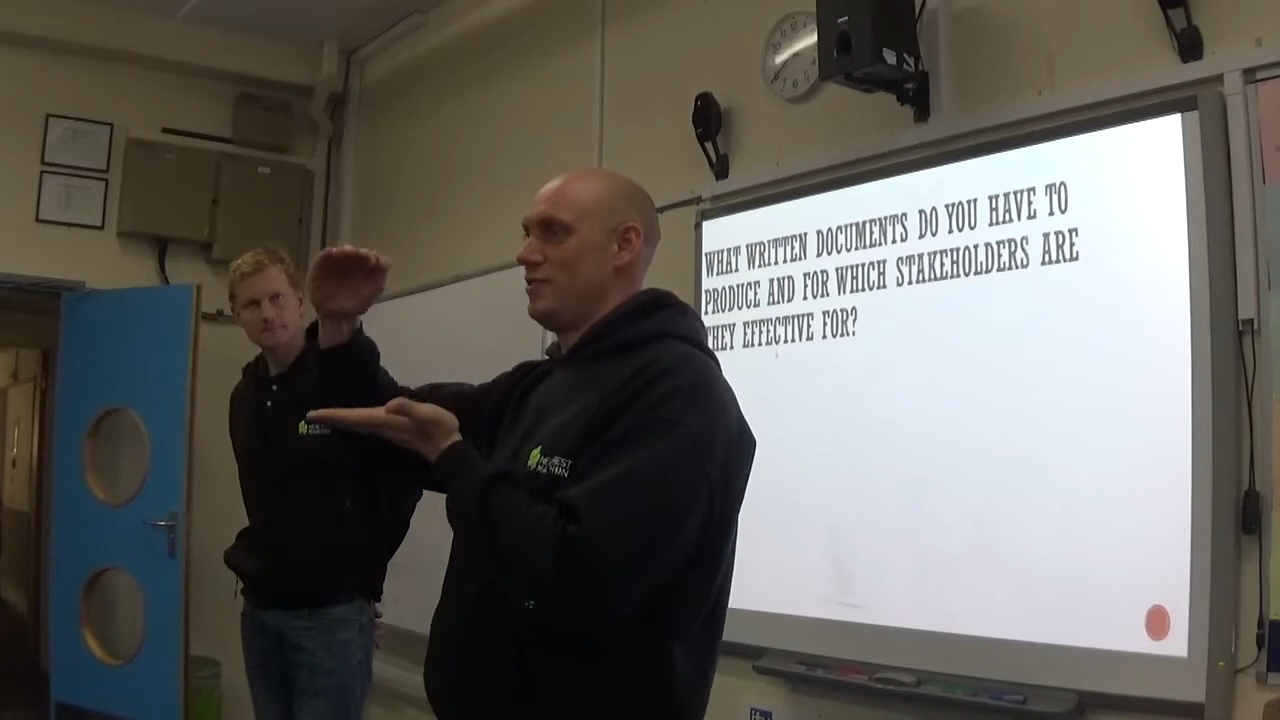 WHAT WRITTEN DOCUMENTS DO YOU HAVE TO
PRODUCE AND FOR WHICH STAKEHOLDERS ARE
THEY EFFECTIVE FOR?